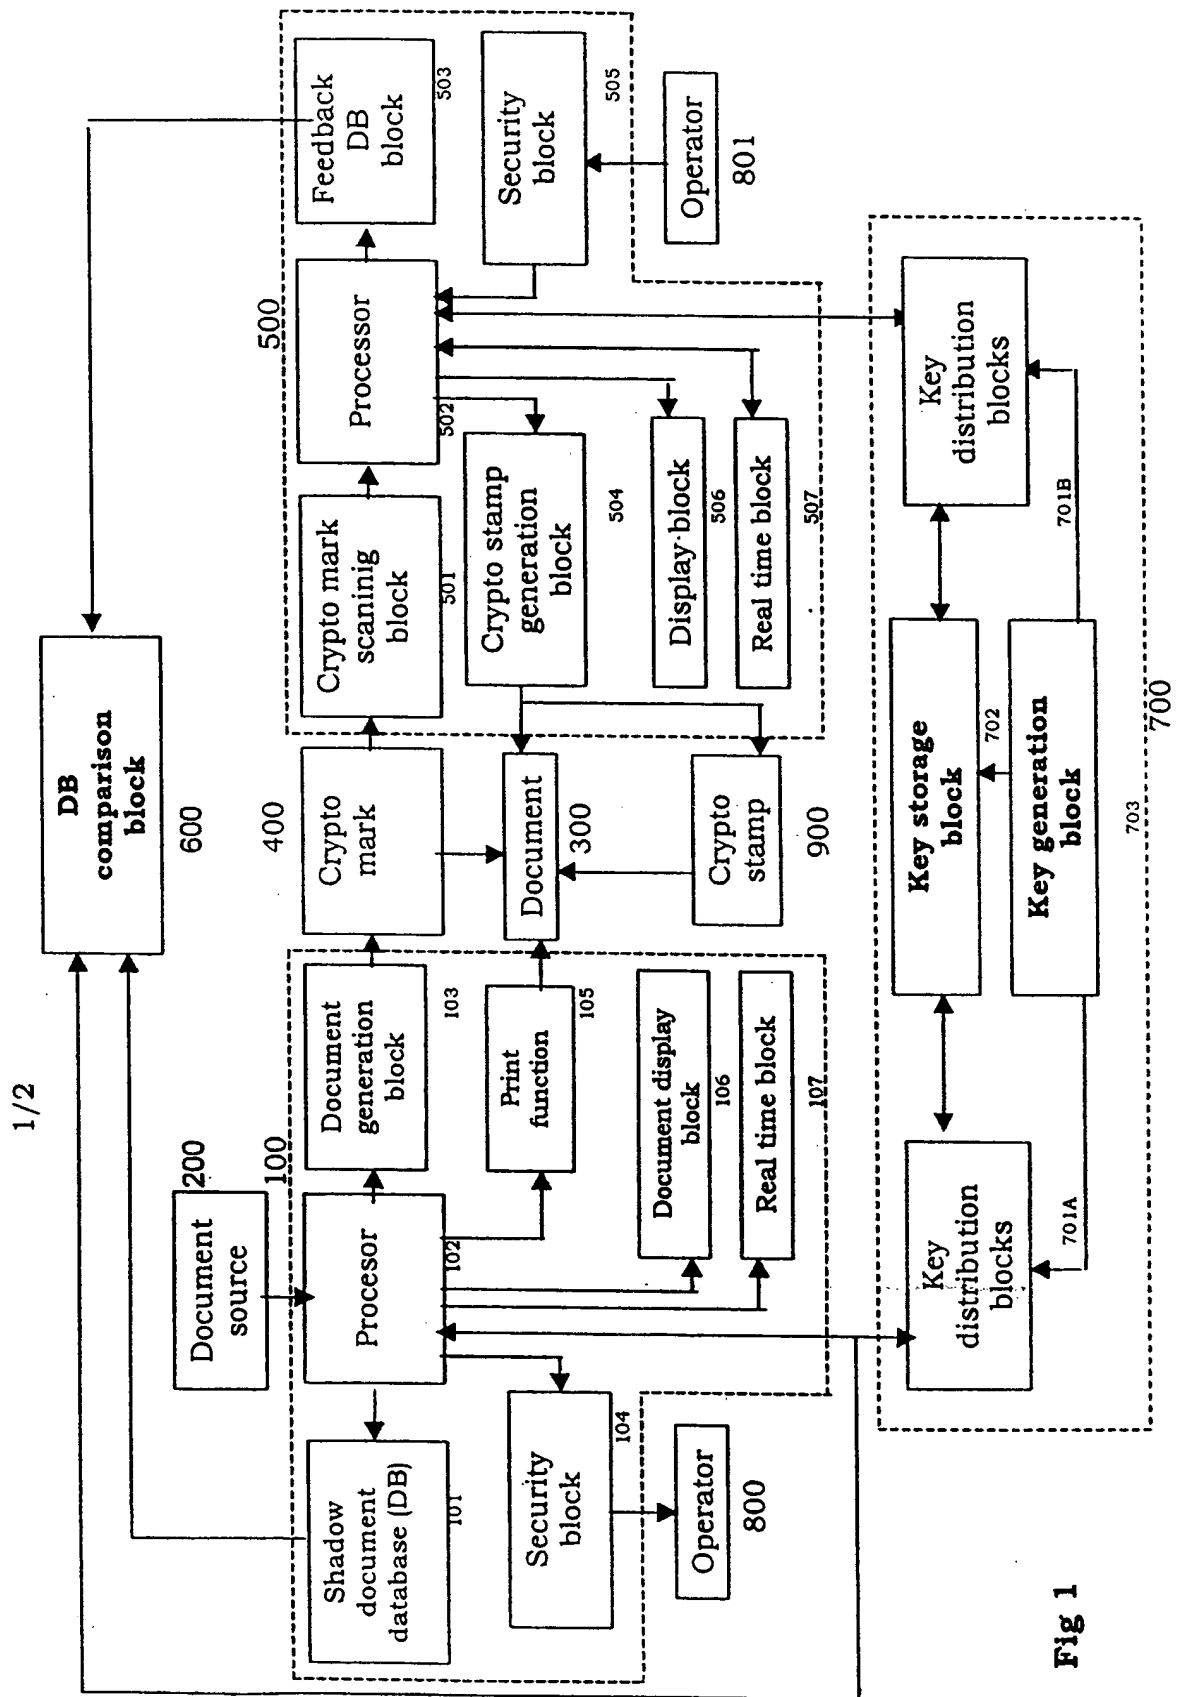 1/2
DB
comparison
block
600
Document
source
200
100
Shadow
document
database (DB)
101
Procesor
102
Document
generation
block
103
Crypto
mark
400
Crypto mark
scaninig
block
501
Processor
502
500
Feedback
DB
block
503
Security
block
104
Print
function
105
Document
300
Crypto stamp
generation
block
504
Security
block
505
Operator
800
Document display
block
106
Real time block
107
Crypto
stamp
900
Display block
506
Real time block
507
Operator
801
Key
distribution
blocks
701A
Key storage
block
702
Key generation
block
703
Key
distribution
blocks
701B
700
Fig 1